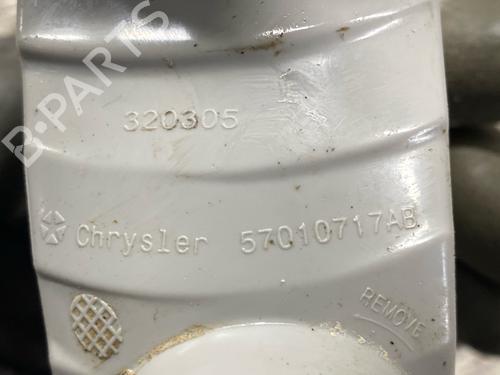 B-PARTS
320305
Chrysler 57010717AB
REMOVE